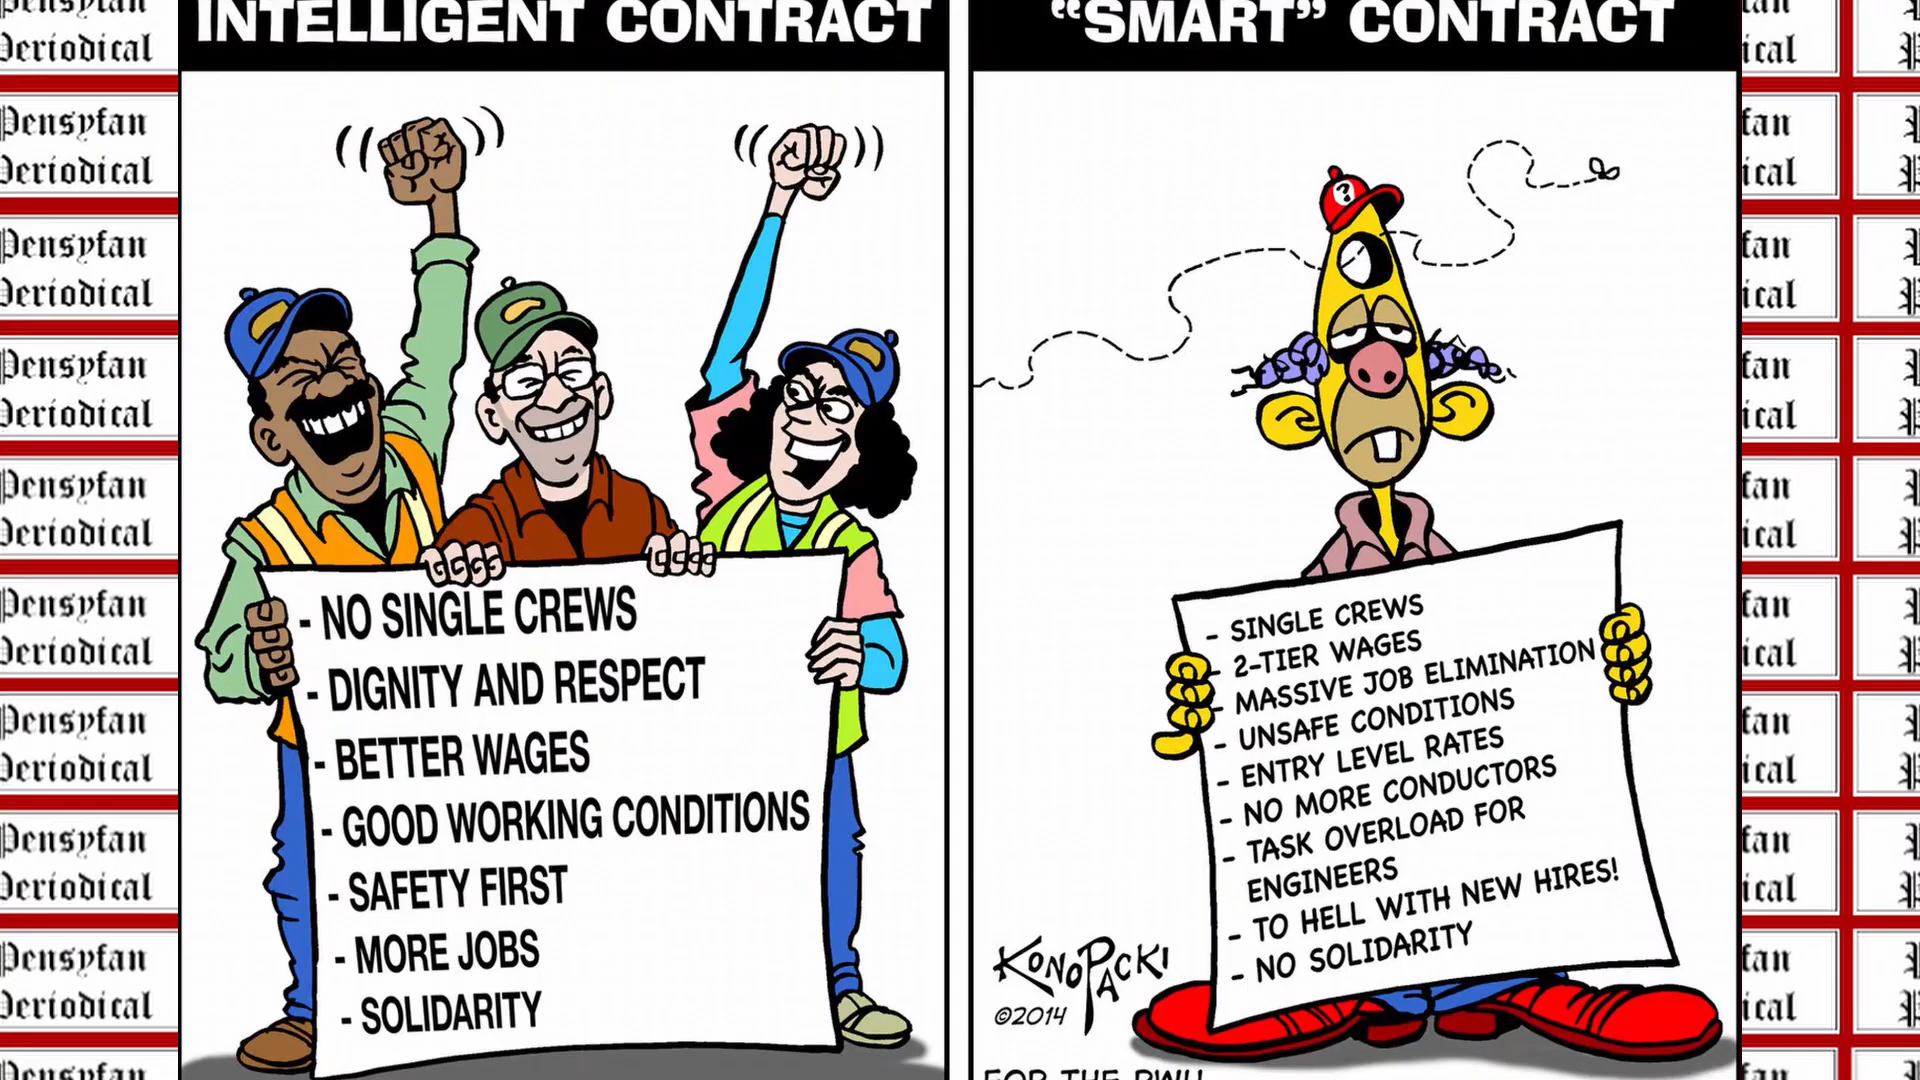 INTELLIGENT CONTRACT
- NO SINGLE CREWS
- DIGNITY AND RESPECT
- BETTER WAGES
- GOOD WORKING CONDITIONS
- SAFETY FIRST
- MORE JOBS
- SOLIDARITY
"SMART" CONTRACT
?
- SINGLE CREWS
- 2-TIER WAGES
- MASSIVE JOB ELIMINATION
- UNSAFE CONDITIONS
- ENTRY LEVEL RATES
- NO MORE CONDUCTORS
- TASK OVERLOAD FOR
ENGINEERS
- TO HELL WITH NEW HIRES!
- NO SOLIDARITY
KONOPACKI
©2014
FOR THE RWU
Pensyfan
Periodical
Pensyfan
Periodical
Pensyfan
Periodical
Pensyfan
Periodical
Pensyfan
Periodical
Pensyfan
Periodical
Pensyfan
Periodical
Pensyfan
Periodical